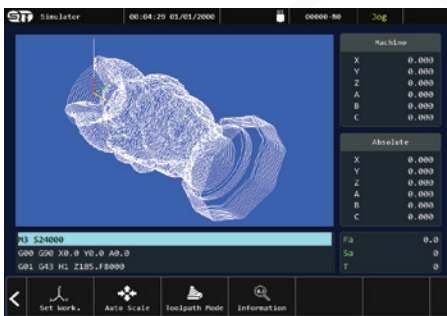 Simulator 00:04:29 01/01/2000 00000-N0 Jog
Machine
X 0.000
Y 0.000
Z 0.000
A 0.000
B 0.000
C 0.000
Absolute
X 0.000
Y 0.000
Z 0.000
A 0.000
B 0.000
C 0.000
M3 S24000
G00 G90 X0.0 Y0.0 A0.0
G01 G43 H1 Z185.F8000
Fa 0.0
Sa 0
T 0
Set Work. Auto Scale Toolpath Mode Information